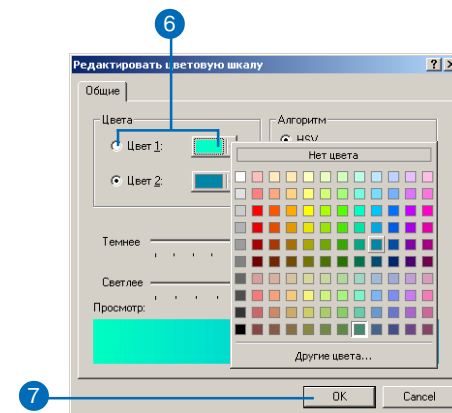 6
Редактировать цветовую шкалу
Общие
Цвета
Алгоритм
Цвет 1:
HSV
Нет цвета
Цвет 2:
Темнее
Светлее
Просмотр:
Другие цвета...
7
OK
Cancel